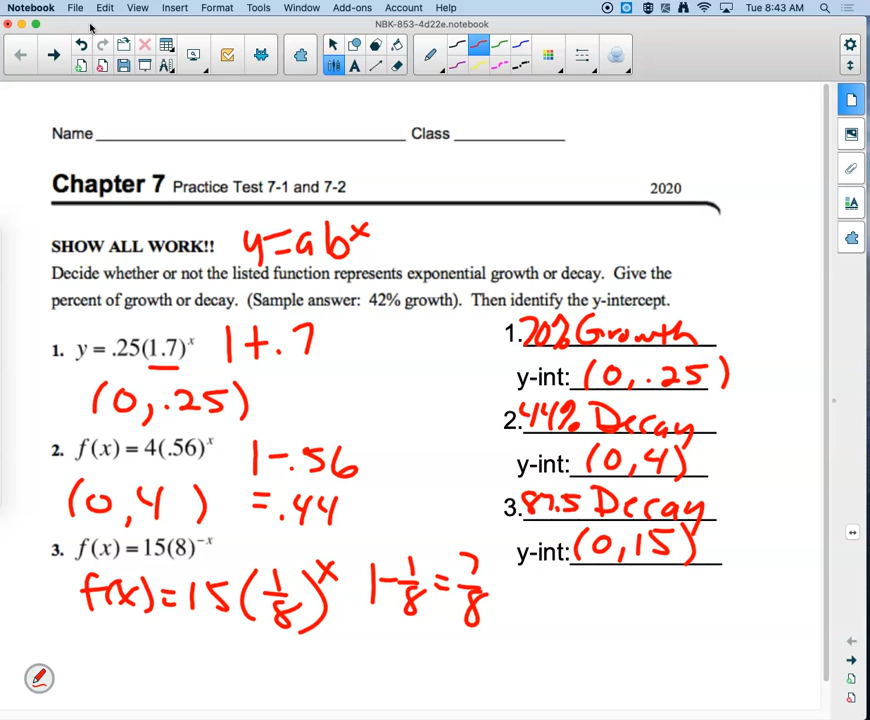 Notebook File Edit View Insert Format Tools Window Add-ons Account Help Tue 8:43 AM
NBK-853-4d22e.notebook
Name Class
Chapter 7 Practice Test 7-1 and 7-2 2020
SHOW ALL WORK!! y=ab^x
Decide whether or not the listed function represents exponential growth or decay. Give the
percent of growth or decay. (Sample answer: 42% growth). Then identify the y-intercept.
1. y = .25(1.7)^x 1+.7
(0,.25)
2. f(x) = 4(.56)^x 1-.56
(0,4) =.44
3. f(x) = 15(8)^-x
f(x)=15(1/8)^x 1-1/8=7/8
1. 70% Growth
y-int: (0,.25)
2. 44% Decay
y-int: (0,4)
3. 87.5 Decay
y-int: (0,15)